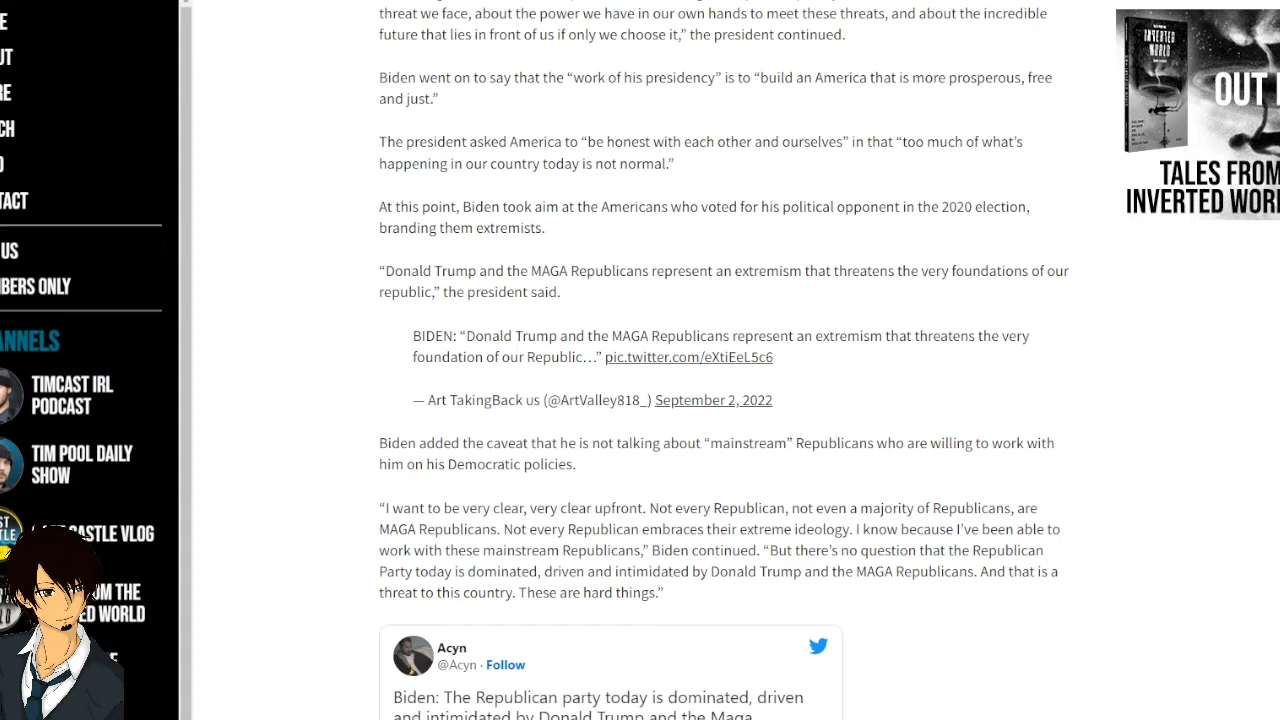 threat we face, about the power we have in our own hands to meet these threats, and about the incredible
future that lies in front of us if only we choose it,” the president continued.
Biden went on to say that the “work of his presidency” is to “build an America that is more prosperous, free
and just.”
The president asked America to “be honest with each other and ourselves” in that “too much of what’s
happening in our country today is not normal.”
At this point, Biden took aim at the Americans who voted for his political opponent in the 2020 election,
branding them extremists.
“Donald Trump and the MAGA Republicans represent an extremism that threatens the very foundations of our
republic,” the president said.
BIDEN: “Donald Trump and the MAGA Republicans represent an extremism that threatens the very
foundation of our Republic…” pic.twitter.com/eXtiEeL5c6
— Art TakingBack us (@ArtValley818_) September 2, 2022
Biden added the caveat that he is not talking about “mainstream” Republicans who are willing to work with
him on his Democratic policies.
“I want to be very clear, very clear upfront. Not every Republican, not even a majority of Republicans, are
MAGA Republicans. Not every Republican embraces their extreme ideology. I know because I’ve been able to
work with these mainstream Republicans,” Biden continued. “But there’s no question that the Republican
Party today is dominated, driven and intimidated by Donald Trump and the MAGA Republicans. And that is a
threat to this country. These are hard things.”
Acyn
@Acyn · Follow
Biden: The Republican party today is dominated, driven
and intimidated by Donald Trump and the Maga
US
BERS ONLY
ANNELS
TIMCAST IRL
PODCAST
TIM POOL DAILY
SHOW
CASTLE VLOG
OM THE
ED WORLD
INVERTED
WORLD
OUT
TALES FROM
INVERTED WOR